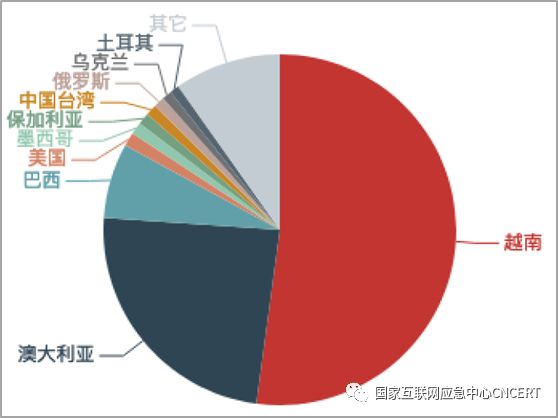 其它
土耳其
乌克兰
俄罗斯
中国台湾
保加利亚
墨西哥
美国
巴西
越南
澳大利亚
国家互联网应急中心CNCERT